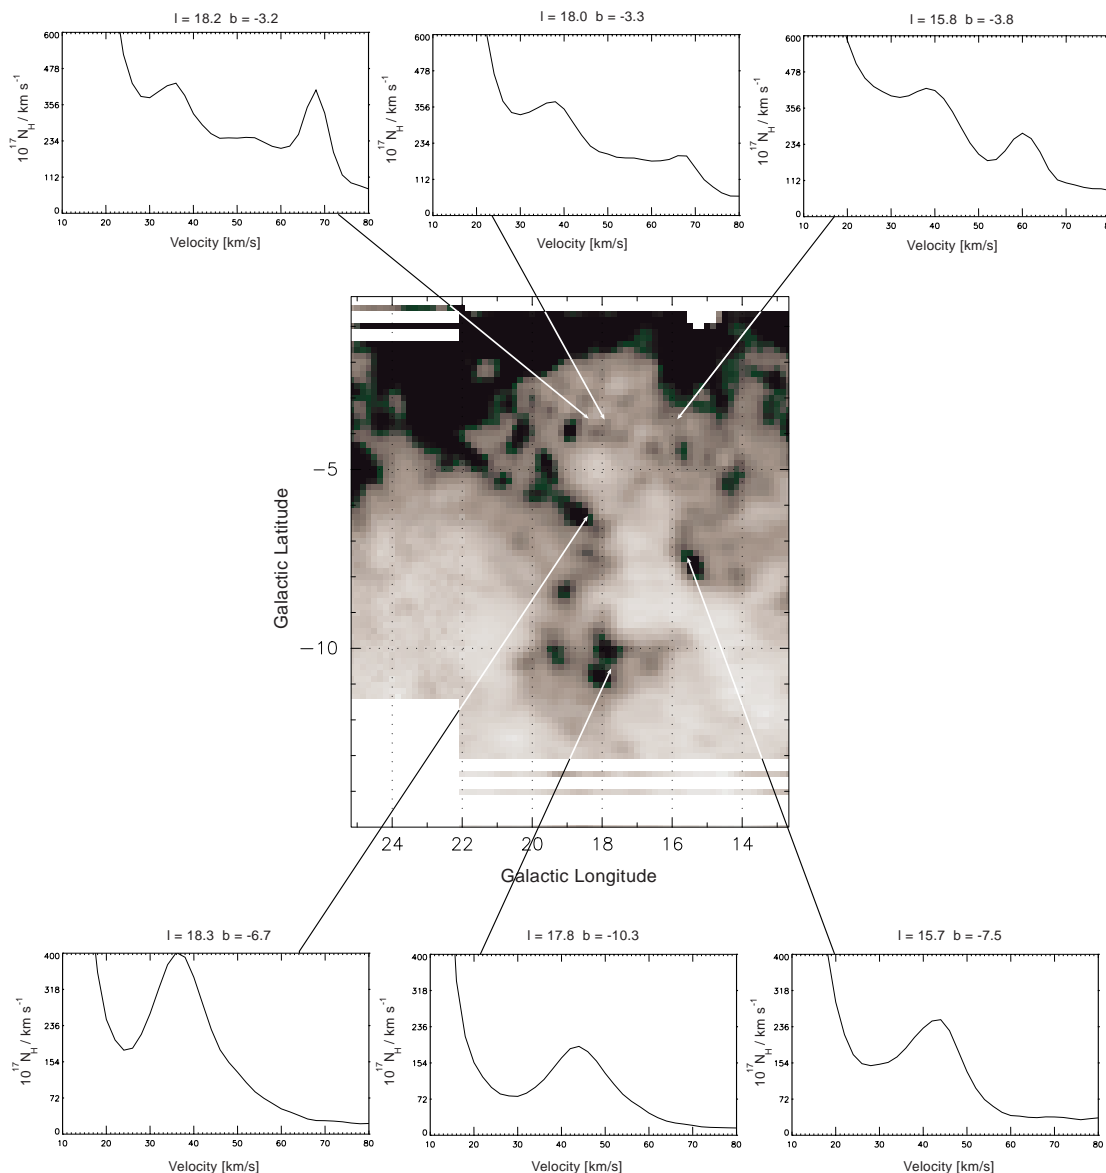 l = 18.2 b = -3.2
l = 18.0 b = -3.3
l = 15.8 b = -3.8
600
478
356
234
112
0
10^17 N_H / km s^-1
10 20 30 40 50 60 70 80
Velocity [km/s]
600
478
356
234
112
0
10^17 N_H / km s^-1
10 20 30 40 50 60 70 80
Velocity [km/s]
600
478
356
234
112
0
10^17 N_H / km s^-1
10 20 30 40 50 60 70 80
Velocity [km/s]
Galactic Latitude
−5
−10
24 22 20 18 16 14
Galactic Longitude
l = 18.3 b = -6.7
l = 17.8 b = -10.3
l = 15.7 b = -7.5
400
318
236
154
72
0
10^17 N_H / km s^-1
10 20 30 40 50 60 70 80
Velocity [km/s]
400
318
236
154
72
0
10^17 N_H / km s^-1
10 20 30 40 50 60 70 80
Velocity [km/s]
400
318
236
154
72
0
10^17 N_H / km s^-1
10 20 30 40 50 60 70 80
Velocity [km/s]